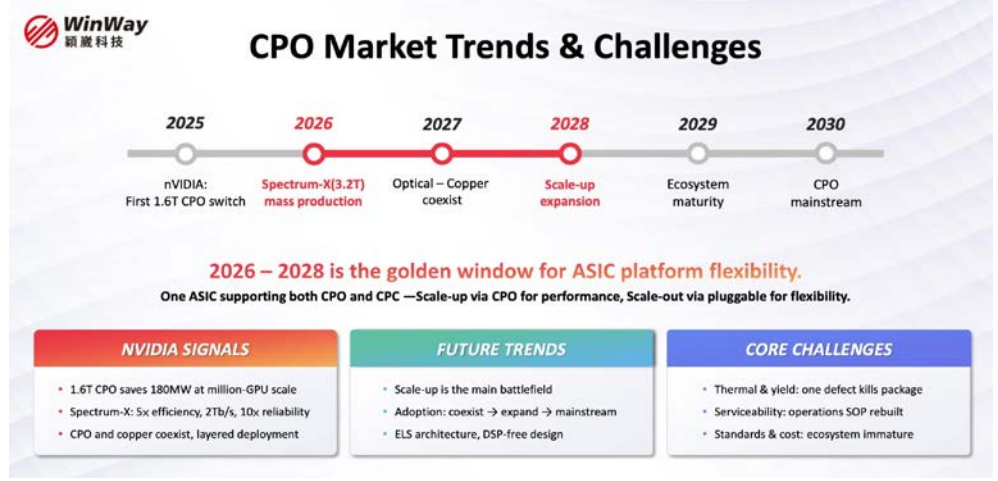 WinWay
穎崴科技
CPO Market Trends & Challenges
2025
2026
2027
2028
2029
2030
nVIDIA:
First 1.6T CPO switch
Spectrum-X(3.2T)
mass production
Optical – Copper
coexist
Scale-up
expansion
Ecosystem
maturity
CPO
mainstream
2026 – 2028 is the golden window for ASIC platform flexibility.
One ASIC supporting both CPO and CPC —Scale-up via CPO for performance, Scale-out via pluggable for flexibility.
NVIDIA SIGNALS
• 1.6T CPO saves 180MW at million-GPU scale
• Spectrum-X: 5x efficiency, 2Tb/s, 10x reliability
• CPO and copper coexist, layered deployment
FUTURE TRENDS
• Scale-up is the main battlefield
• Adoption: coexist → expand → mainstream
• ELS architecture, DSP-free design
CORE CHALLENGES
• Thermal & yield: one defect kills package
• Serviceability: operations SOP rebuilt
• Standards & cost: ecosystem immature